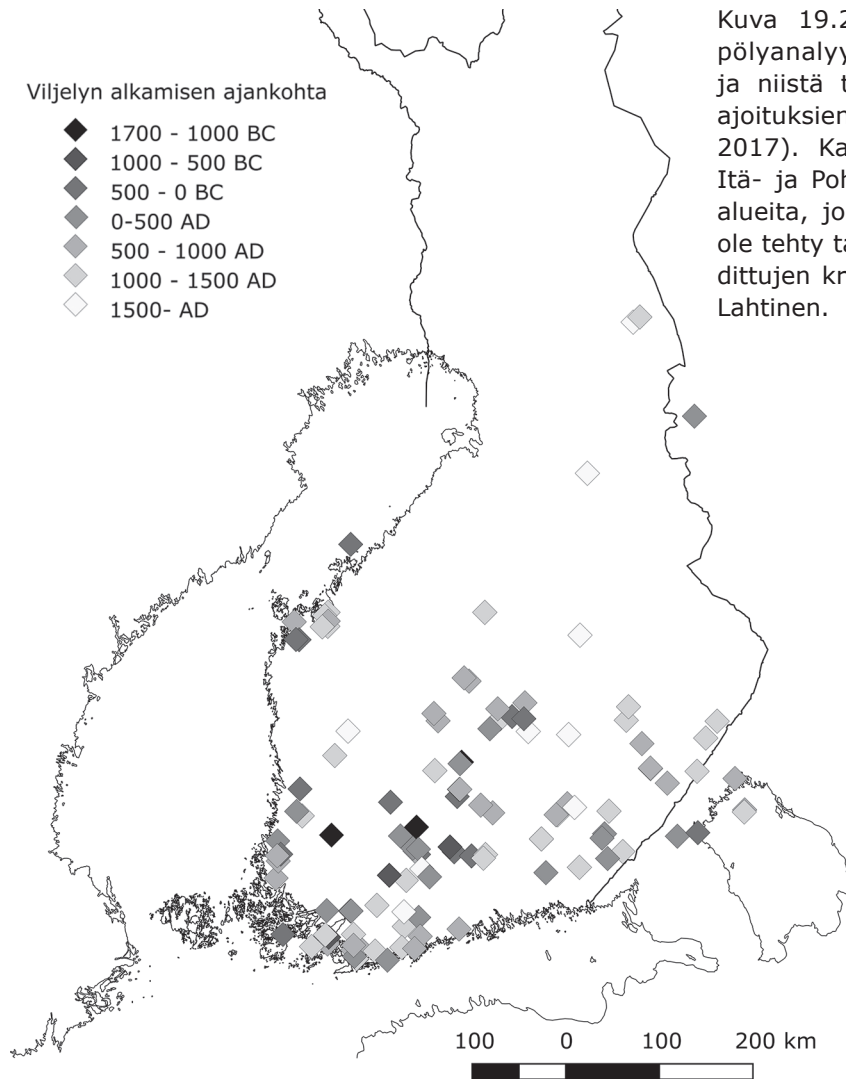 Kuva 19.2
pölyanalyy
ja niistä t
ajoituksien
2017). Ka
Itä- ja Poh
alueita, jo
ole tehty ta
dittujen kr
Lahtinen.
Viljelyn alkamisen ajankohta
1700 - 1000 BC
1000 - 500 BC
500 - 0 BC
0-500 AD
500 - 1000 AD
1000 - 1500 AD
1500- AD
100 0 100 200 km